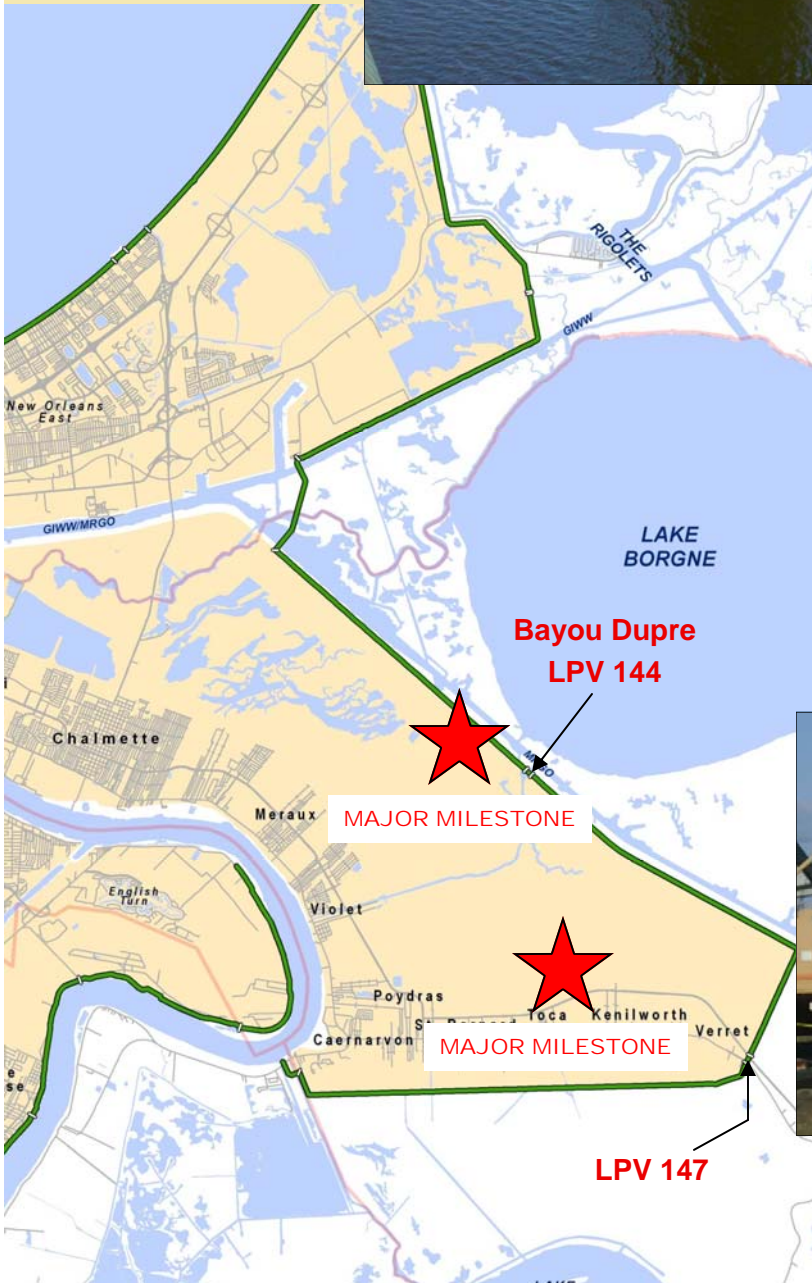 THE
RIGOLETS
GIWW
New Orleans
East
GIWW/MRGO
LAKE
BORGNE
Bayou Dupre
LPV 144
Chalmette
Meraux
MAJOR MILESTONE
English
Turn
Violet
Poydras
Toca
Kenilworth
Caernarvon
Verret
MAJOR MILESTONE
LPV 147